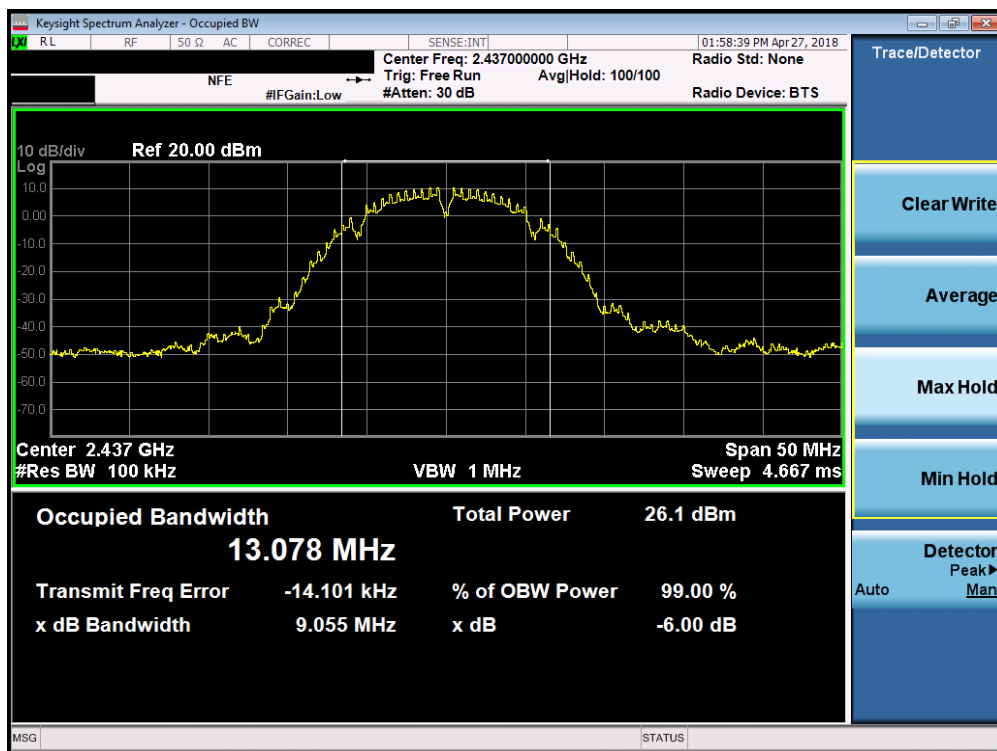 Keysight Spectrum Analyzer - Occupied BW
LXI RL RF 50 Ω AC CORREC SENSE:INT 01:58:39 PM Apr 27, 2018
Center Freq: 2.437000000 GHz Radio Std: None
NFE Trig: Free Run Avg|Hold: 100/100
#IFGain:Low #Atten: 30 dB Radio Device: BTS
Trace/Detector
10 dB/div Ref 20.00 dBm
Log
10.0
0.00
-10.0
-20.0
-30.0
-40.0
-50.0
-60.0
-70.0
Center 2.437 GHz Span 50 MHz
#Res BW 100 kHz VBW 1 MHz Sweep 4.667 ms
Occupied Bandwidth Total Power 26.1 dBm
13.078 MHz
Transmit Freq Error -14.101 kHz % of OBW Power 99.00 %
x dB Bandwidth 9.055 MHz x dB -6.00 dB
Clear Write
Average
Max Hold
Min Hold
Detector
Peak▶
Auto Man
MSG STATUS